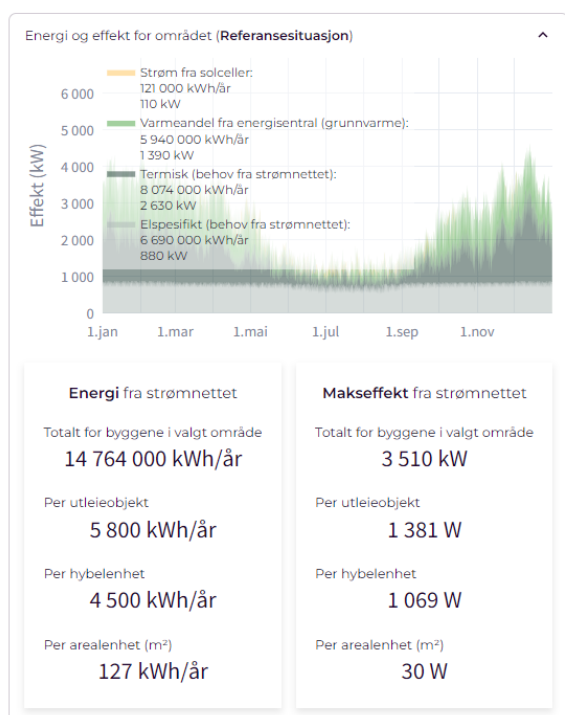 Energi og effekt for området (Referansesituasjon)
Strøm fra solceller:
121 000 kWh/år
110 kW
Varmeandel fra energisentral (grunnvarme):
5 940 000 kWh/år
1 390 kW
Termisk (behov fra strømnettet):
8 074 000 kWh/år
2 630 kW
Elspesifikt (behov fra strømnettet):
6 690 000 kWh/år
880 kW
Effekt (kW)
6 000
5 000
4 000
3 000
2 000
1 000
0
1.jan 1.mar 1.mai 1.jul 1.sep 1.nov
Energi fra strømnettet
Totalt for byggene i valgt område
14 764 000 kWh/år
Per utleieobjekt
5 800 kWh/år
Per hybelenhet
4 500 kWh/år
Per arealenhet (m²)
127 kWh/år
Makseffekt fra strømnettet
Totalt for byggene i valgt område
3 510 kW
Per utleieobjekt
1 381 W
Per hybelenhet
1 069 W
Per arealenhet (m²)
30 W